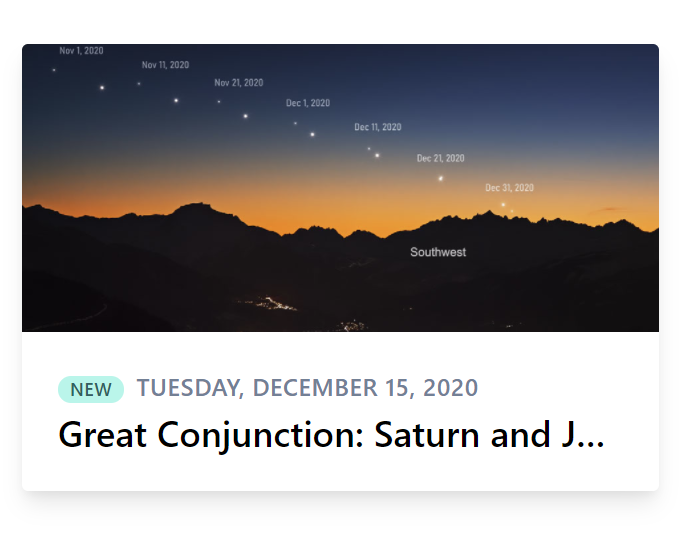 Nov 1, 2020
Nov 11, 2020
Nov 21, 2020
Dec 1, 2020
Dec 11, 2020
Dec 21, 2020
Dec 31, 2020
Southwest
NEW TUESDAY, DECEMBER 15, 2020
Great Conjunction: Saturn and J...